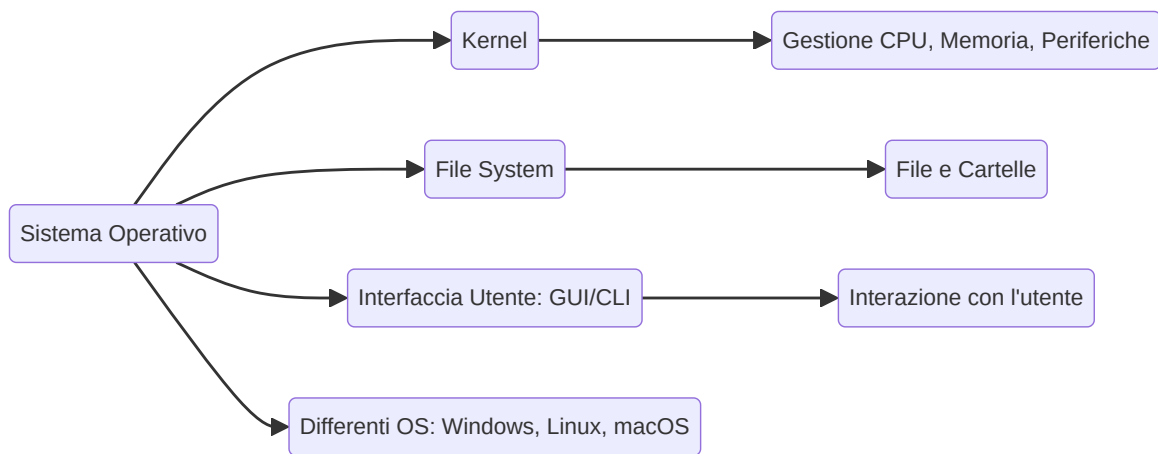 Kernel
Gestione CPU, Memoria, Periferiche
File System
File e Cartelle
Sistema Operativo
Interfaccia Utente: GUI/CLI
Interazione con l'utente
Differenti OS: Windows, Linux, macOS